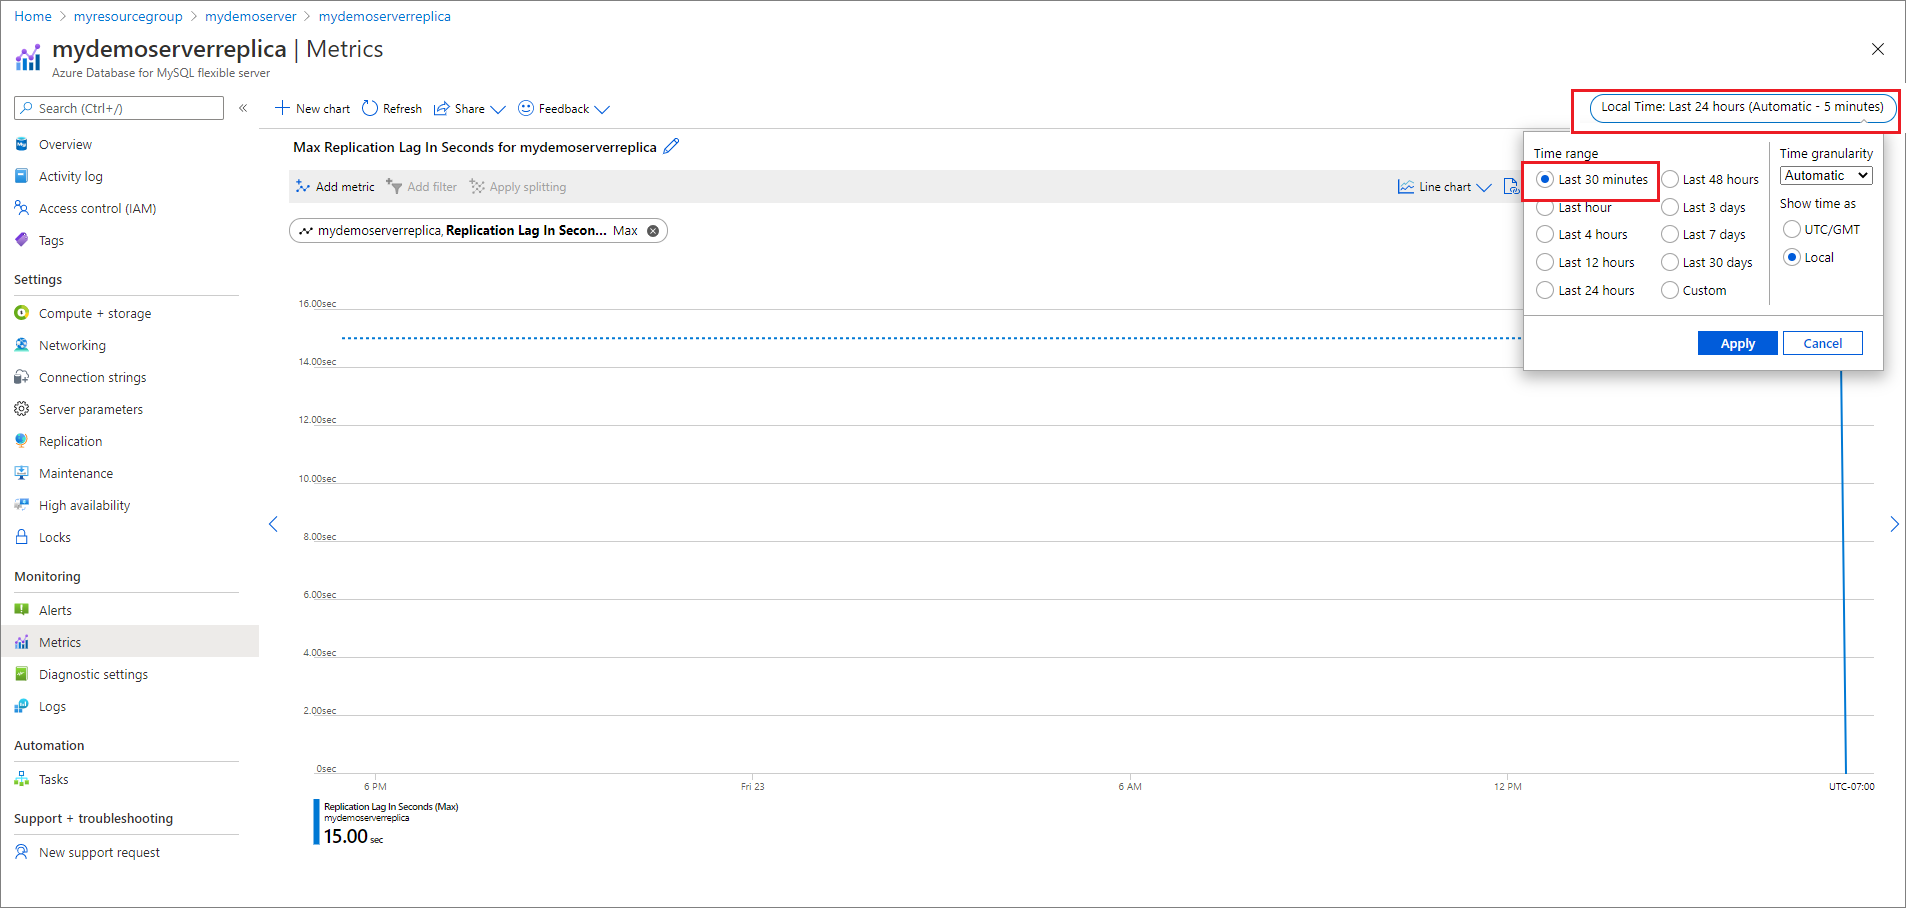 Home > myresourcegroup > mydemoserver > mydemoserverreplica
mydemoserverreplica | Metrics
Azure Database for MySQL flexible server
Search (Ctrl+/)
«
Overview
Activity log
Access control (IAM)
Tags
Settings
Compute + storage
Networking
Connection strings
Server parameters
Replication
Maintenance
High availability
Locks
Monitoring
Alerts
Metrics
Diagnostic settings
Logs
Automation
Tasks
Support + troubleshooting
New support request
New chart Refresh Share Feedback
Local Time: Last 24 hours (Automatic - 5 minutes)
Max Replication Lag In Seconds for mydemoserverreplica
Add metric Add filter Apply splitting Line chart
mydemoserverreplica, Replication Lag In Secon... Max
Time range
Last 30 minutes
Last hour
Last 4 hours
Last 12 hours
Last 24 hours
Last 48 hours
Last 3 days
Last 7 days
Last 30 days
Custom
Time granularity
Automatic
Show time as
UTC/GMT
Local
Apply Cancel
16.00sec
14.00sec
12.00sec
10.00sec
8.00sec
6.00sec
4.00sec
2.00sec
0sec
6 PM Fri 23 6 AM 12 PM UTC-07:00
Replication Lag In Seconds (Max)
mydemoserverreplica
15.00 sec